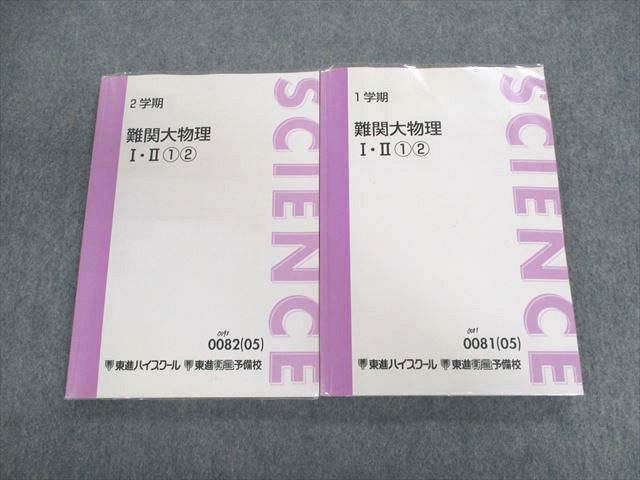 2学期
難関大物理
Ⅰ・Ⅱ①②
SCIENCE
0082(05)
東進ハイスクール 東進衛星予備校
1学期
難関大物理
Ⅰ・Ⅱ①②
SCIENCE
0081
0081(05)
東進ハイスクール 東進衛星予備校